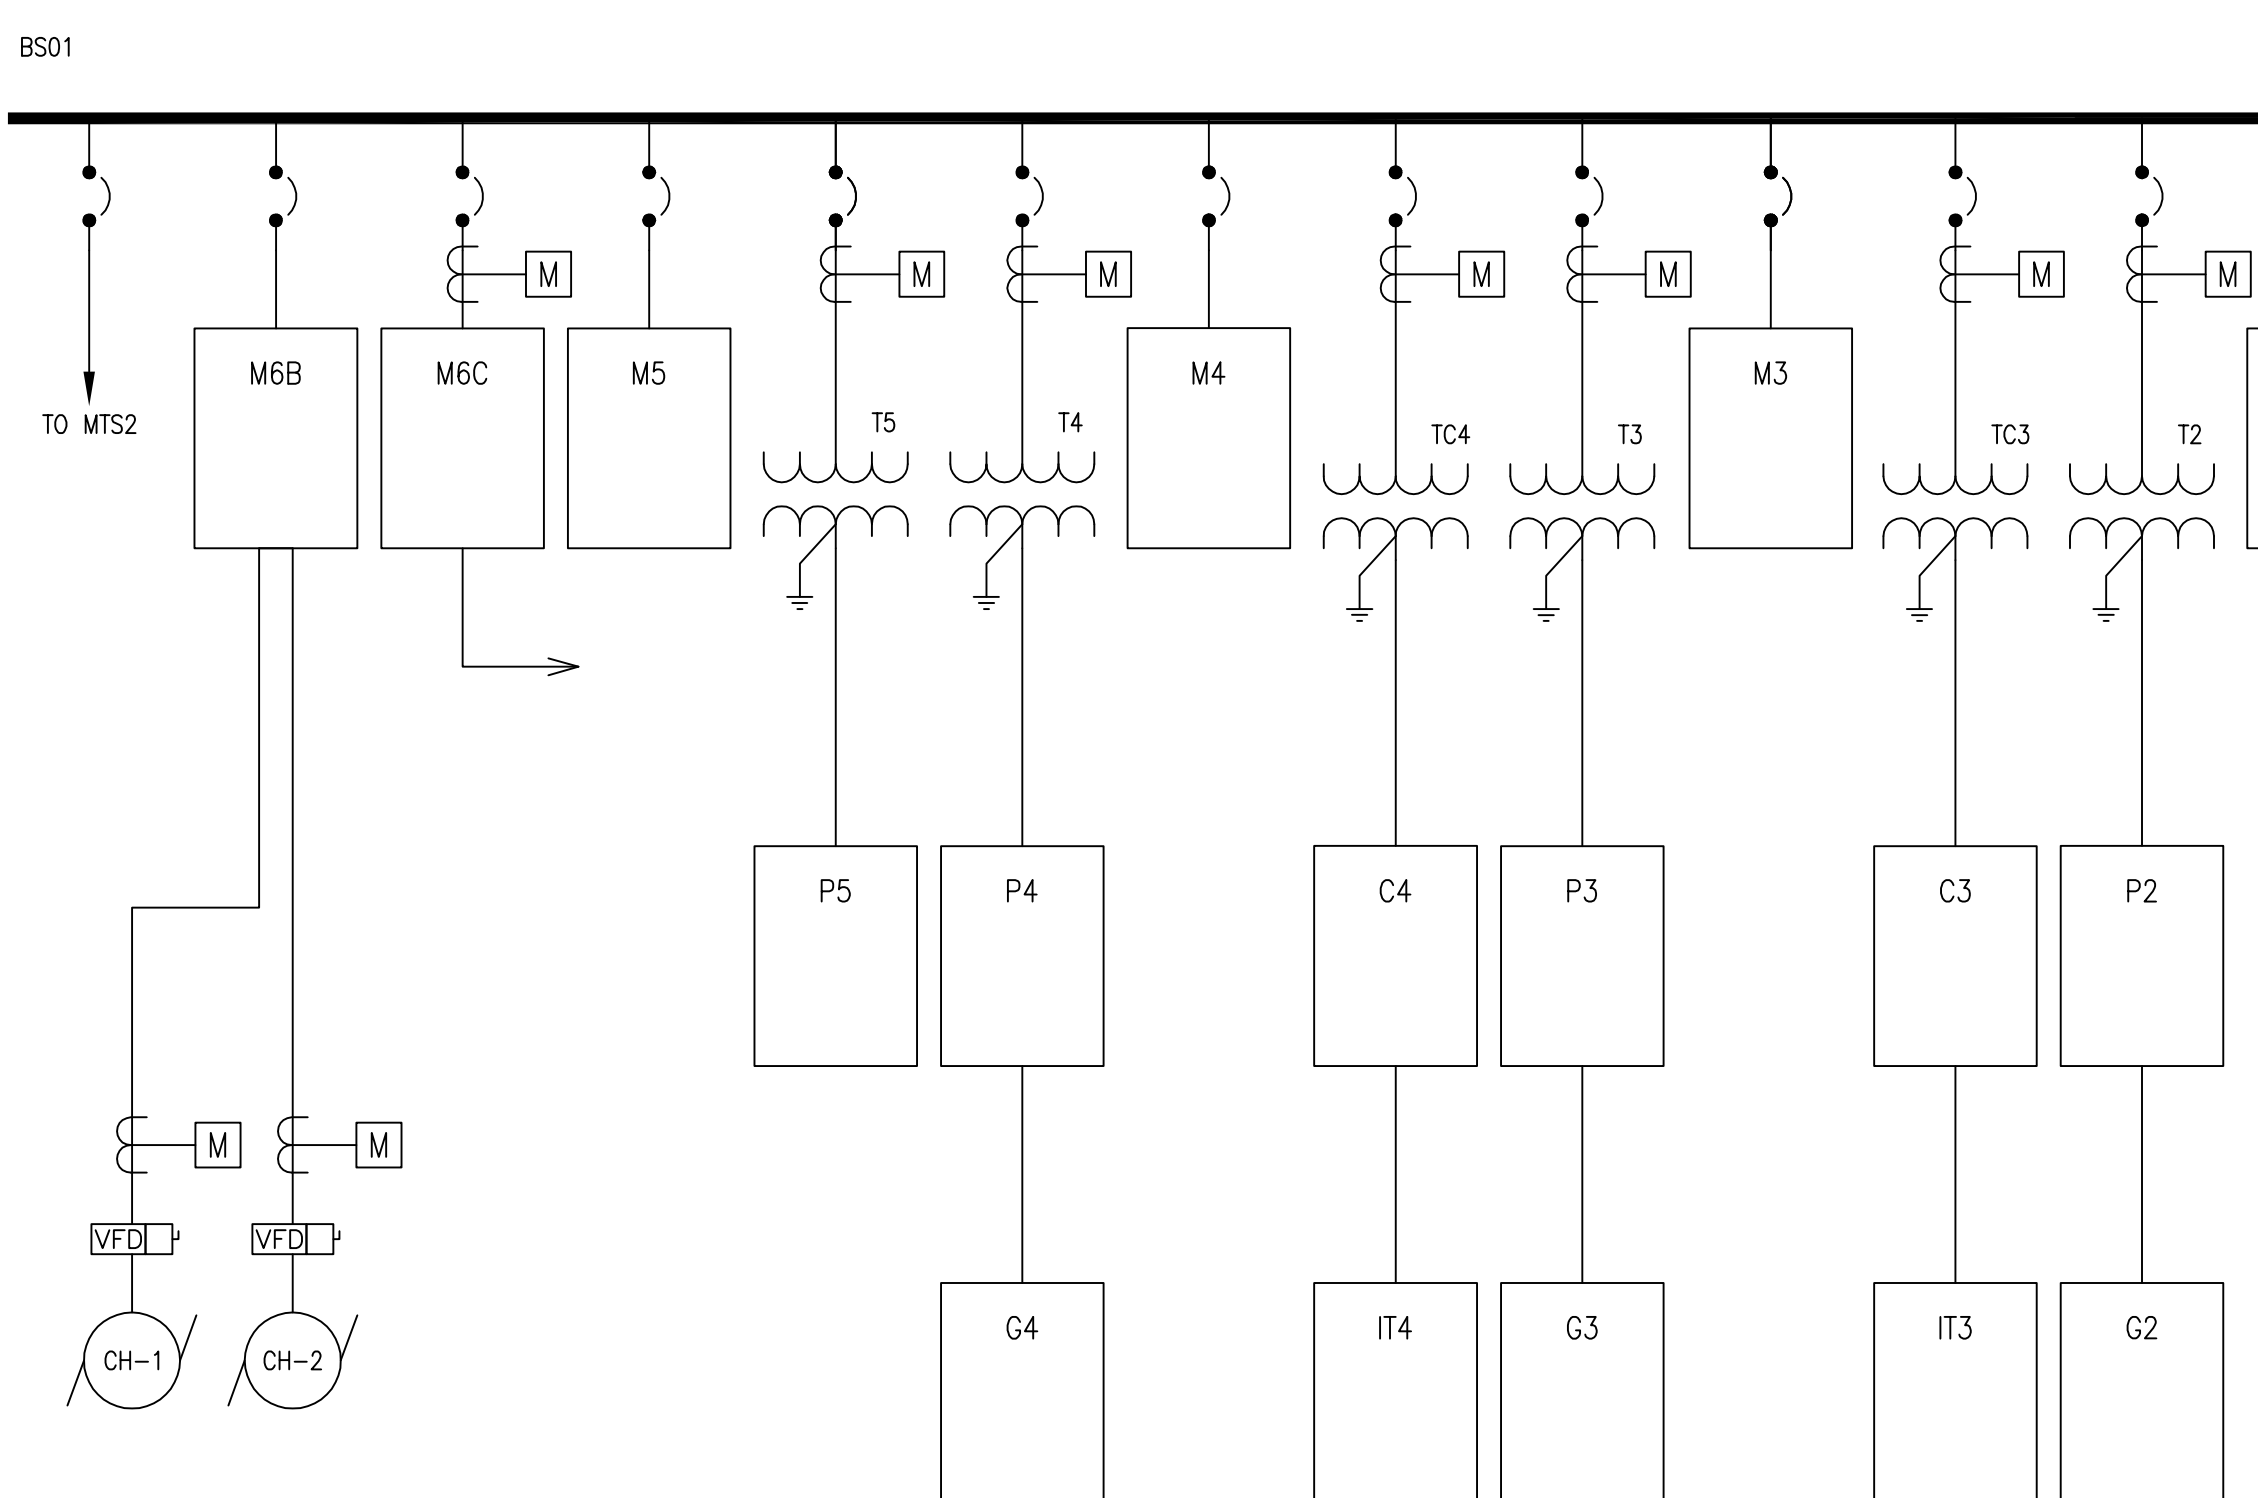 BS01
M M M M M M M
M6B M6C M5 M4 M3
TO MTS2 T5 T4 TC4 T3 TC3 T2
P5 P4 C4 P3 C3 P2
M M
VFD VFD
G4 IT4 G3 IT3 G2
CH-1 CH-2